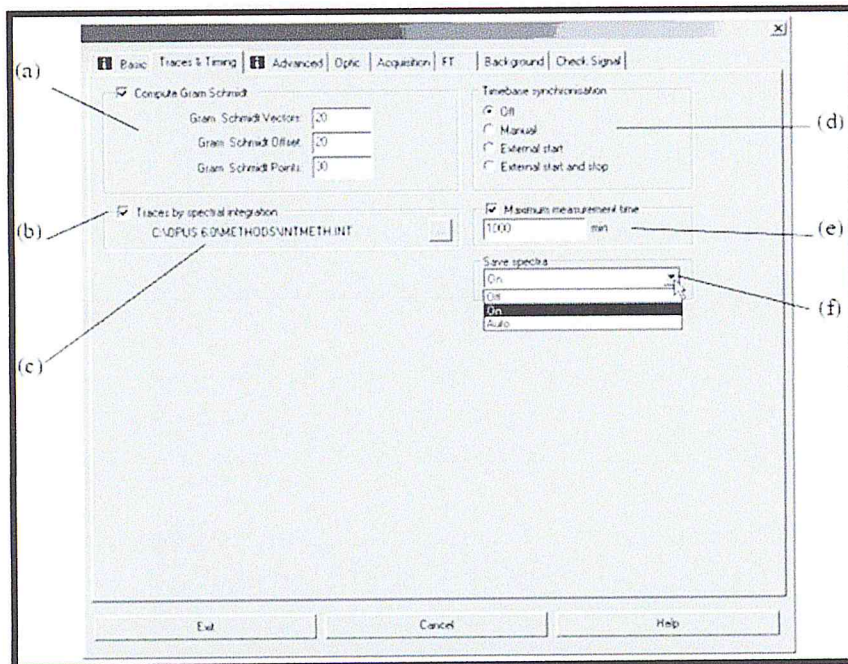 Basic Traces & Timing Advanced Optic Acquisition FT Background Check Signal
(a)
Compute Gram Schmidt
Gram Schmidt Vectors: 20
Gram Schmidt Offset: 20
Gram Schmidt Points:
Timebase synchronisation
Off
Manual
External start
External start and stop
(d)
(b)
Traces by spectral integration
C:\OPUS 6.0\METHODS\INTMETH.INT
Maximum measurement time
1000 min
(e)
Save spectra
On
Off
On
Auto
(f)
(c)
Exit Cancel Help